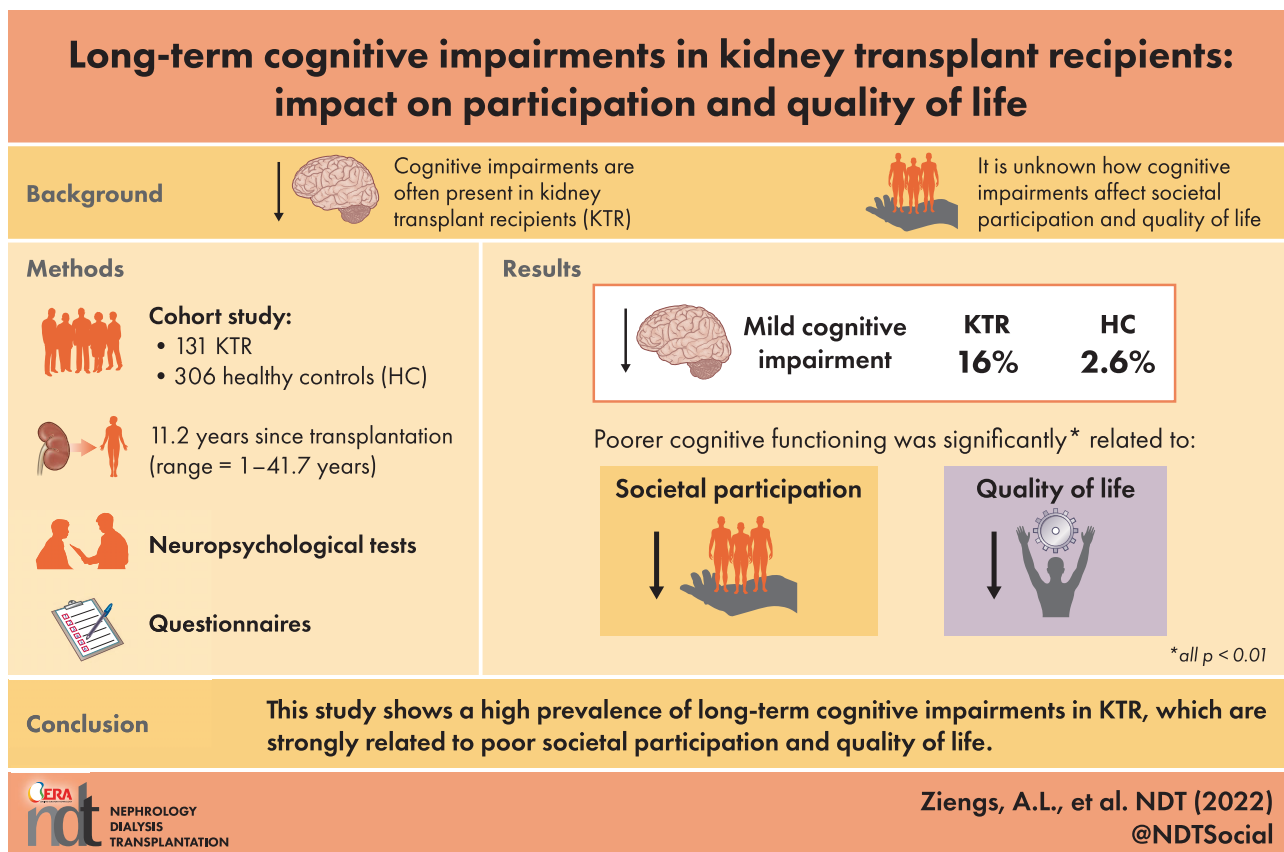 Long-term cognitive impairments in kidney transplant recipients:
impact on participation and quality of life
Background
Cognitive impairments are
often present in kidney
transplant recipients (KTR)
It is unknown how cognitive
impairments affect societal
participation and quality of life
Methods
Cohort study:
• 131 KTR
• 306 healthy controls (HC)
11.2 years since transplantation
(range = 1–41.7 years)
Neuropsychological tests
Questionnaires
Results
Mild cognitive
impairment
KTR
16%
HC
2.6%
Poorer cognitive functioning was significantly* related to:
Societal participation
Quality of life
*all p < 0.01
Conclusion
This study shows a high prevalence of long-term cognitive impairments in KTR, which are
strongly related to poor societal participation and quality of life.
ERA
ndt
NEPHROLOGY
DIALYSIS
TRANSPLANTATION
Ziengs, A.L., et al. NDT (2022)
@NDTSocial